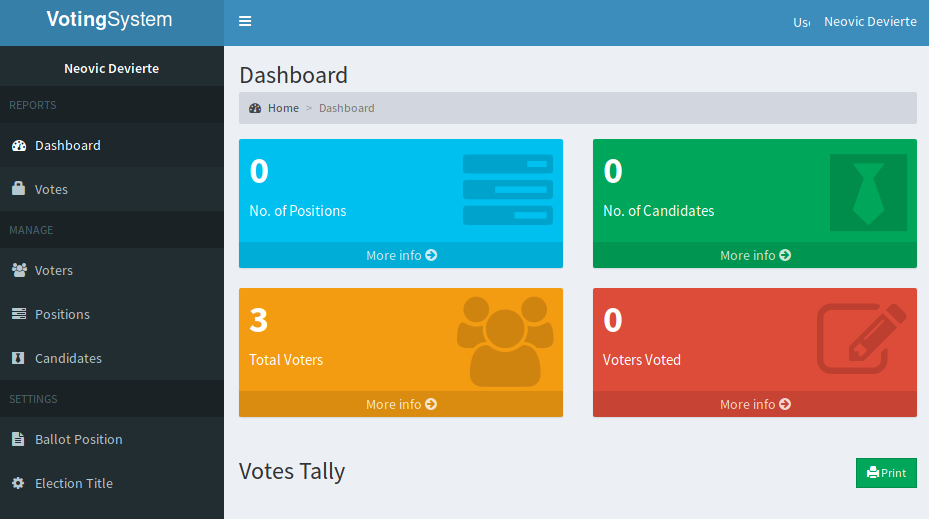 VotingSystem
Neovic Devierte
Neovic Devierte
REPORTS
Dashboard
Votes
MANAGE
Voters
Positions
Candidates
SETTINGS
Ballot Position
Election Title
Dashboard
Home > Dashboard
0
No. of Positions
More info
0
No. of Candidates
More info
3
Total Voters
More info
0
Voters Voted
More info
Votes Tally
Print